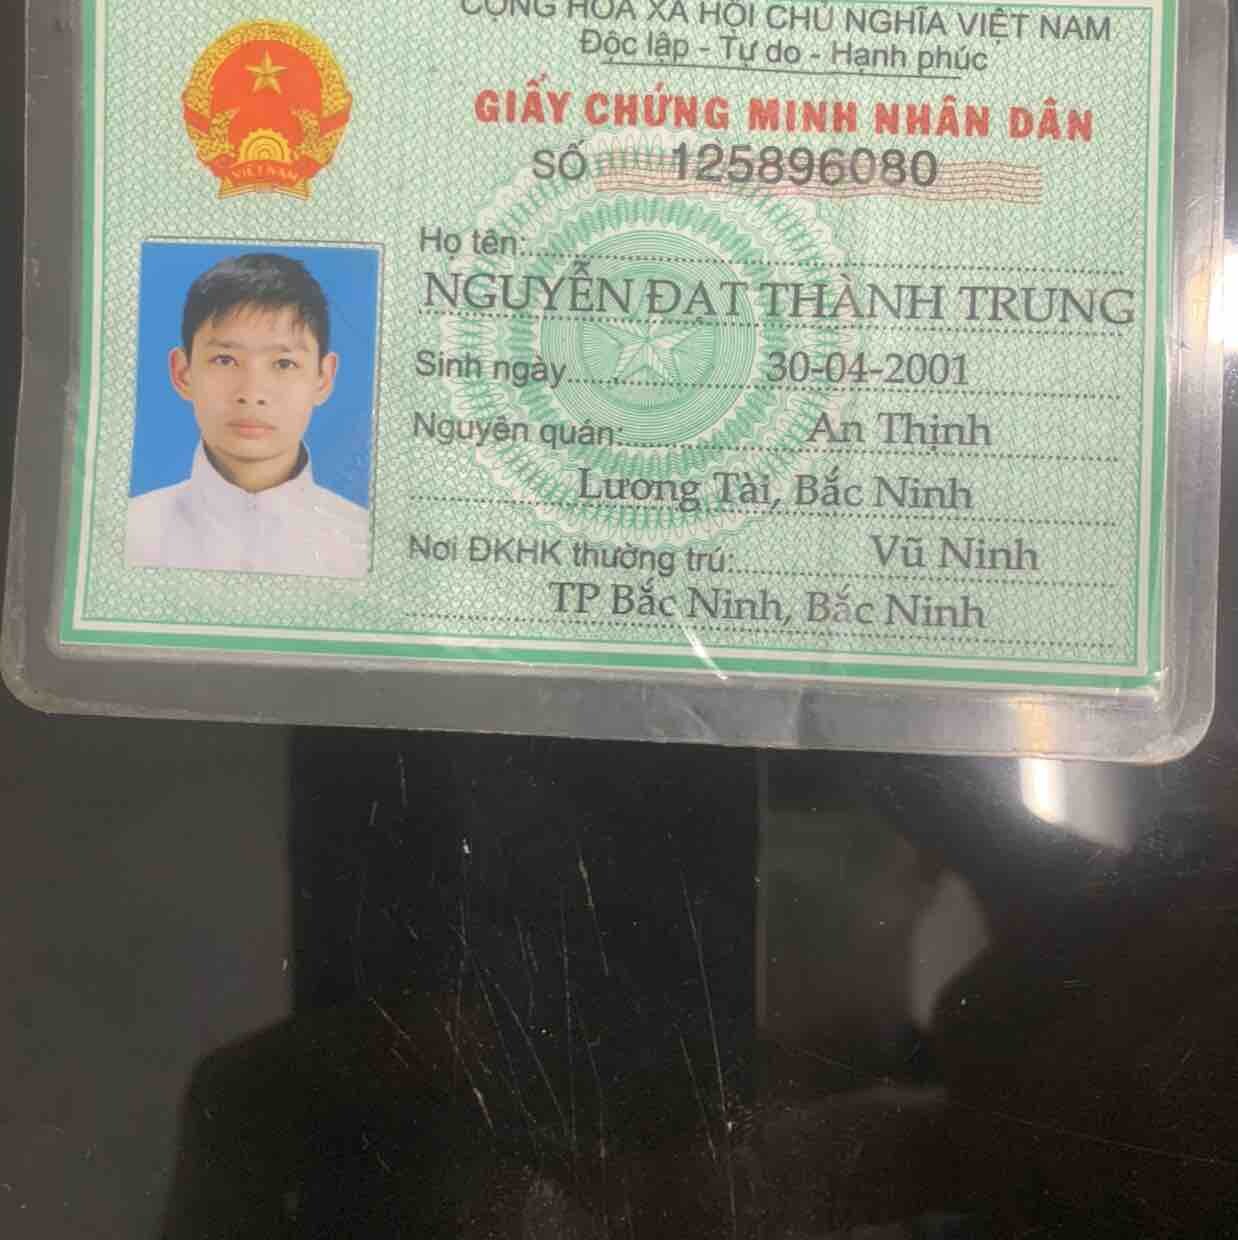 CỘNG HÒA XÃ HỘI CHỦ NGHĨA VIỆT NAM
Độc lập - Tự do - Hạnh phúc
GIẤY CHỨNG MINH NHÂN DÂN
SỐ 125896080
VIETNAM
Họ tên:
NGUYỄN ĐẠT THÀNH TRUNG
Sinh ngày 30-04-2001
Nguyên quán: An Thịnh
Lương Tài, Bắc Ninh
Nơi ĐKHK thường trú: Vũ Ninh
TP Bắc Ninh, Bắc Ninh